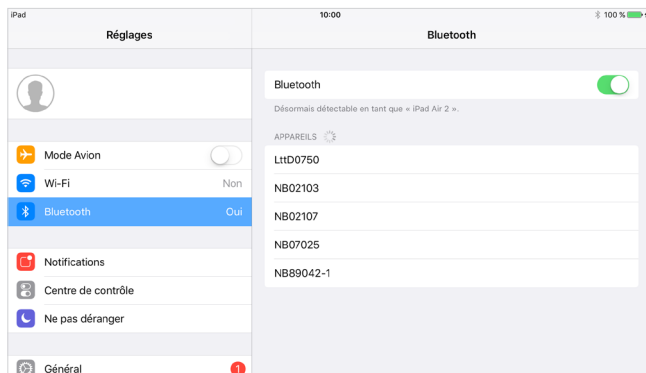 iPad 10:00 100 %
Réglages
Bluetooth
Mode Avion
Wi-Fi Non
Bluetooth Oui
Notifications
Centre de contrôle
Ne pas déranger
Général 1
Bluetooth
Désormais détectable en tant que « iPad Air 2 ».
APPAREILS
LttD0750
NB02103
NB02107
NB07025
NB89042-1